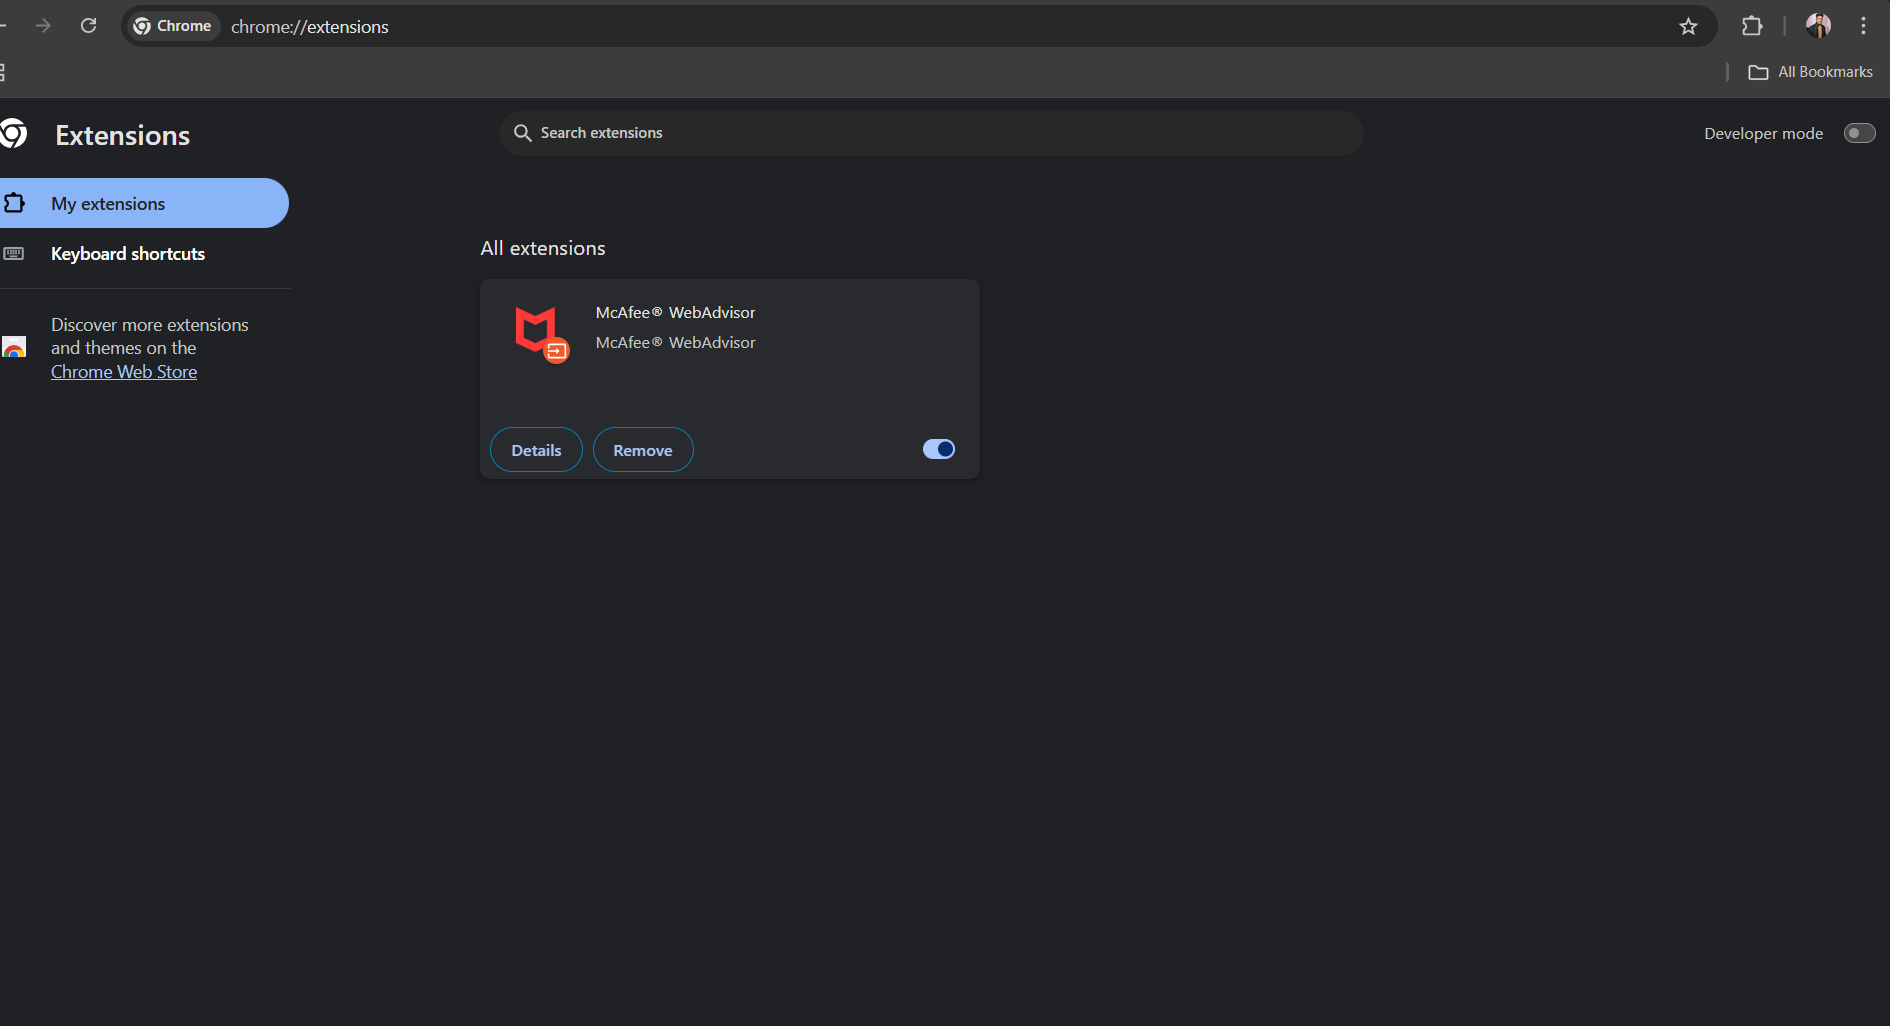 Chrome
chrome://extensions
All Bookmarks
Extensions
Search extensions
Developer mode
My extensions
Keyboard shortcuts
Discover more extensions
and themes on the
Chrome Web Store
All extensions
McAfee® WebAdvisor
McAfee® WebAdvisor
Details
Remove